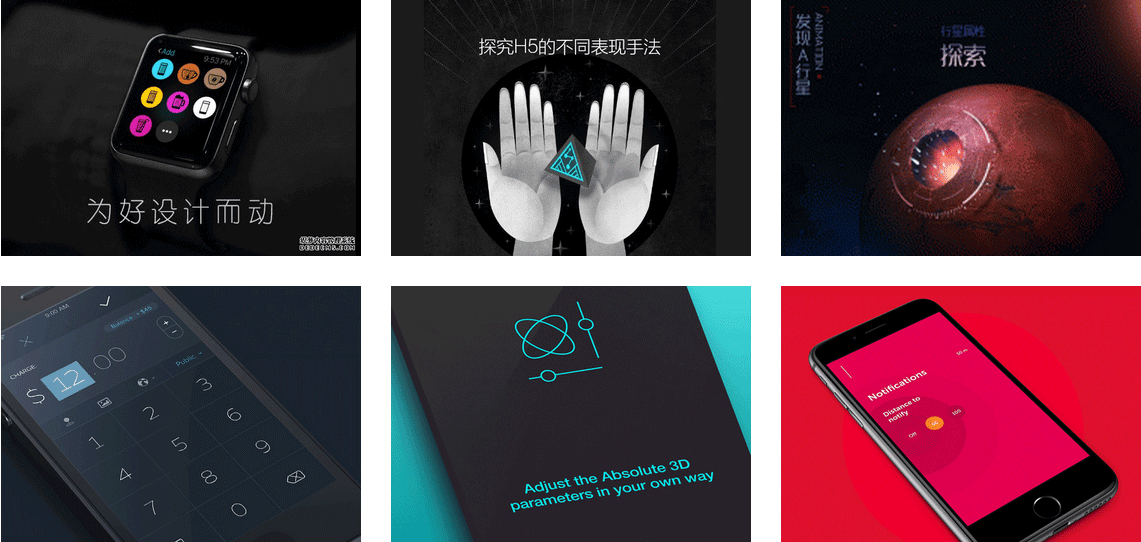 Add
9:53 PM
为好设计而动
织梦内容管理系统
DEDECMS.COM
探究H5的不同表现手法
ANIMATION
发现A行星
行星属性
探索
9:00 AM
Balance + $45
CHARGE
$ 12.00
Public
1 2 3
4 5 6
7 8 9
0
Adjust the Absolute 3D
parameters in your own way
50 m
Notifications
Distance to
notify
Off
50
100